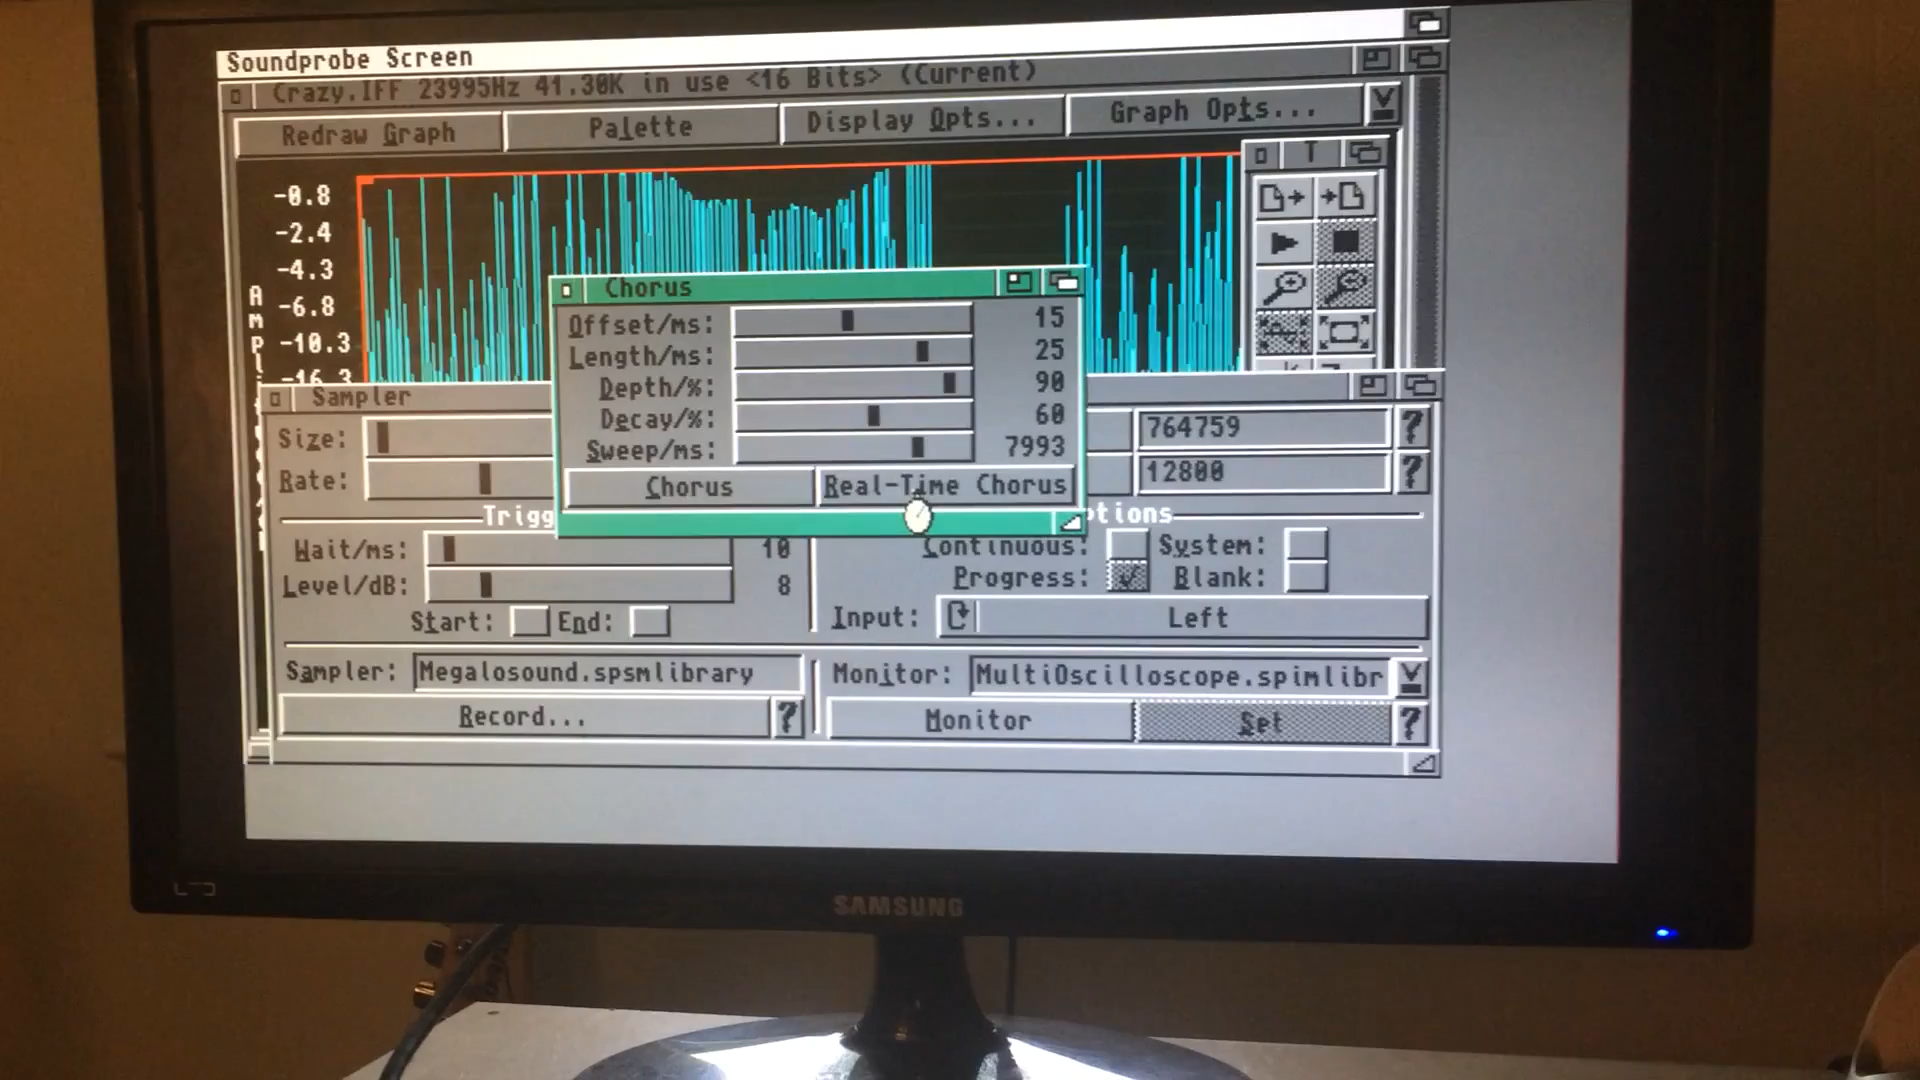 Soundprobe Screen
Crazy.IFF 23995Hz 41.30K in use <16 Bits> (Current)
Redraw Graph Palette Display Opts... Graph Opts...
T
-0.8
-2.4
-4.3
-6.8
-10.3
-16.3
Chorus
Offset/ms: 15
Length/ms: 25
Depth/%: 90
Decay/%: 60
Sweep/ms: 7993
Chorus Real-Time Chorus
Sampler
Size: 764759 ?
Rate: 12800 ?
Trigg ptions
Wait/ms: 10 Continuous: System:
Level/dB: 8 Progress: Blank:
Start: End: Input: Left
Sampler: Megalosound.spsmlibrary Monitor: MultiOscilloscope.spimlibr
Record... ? Monitor Set ?
SAMSUNG